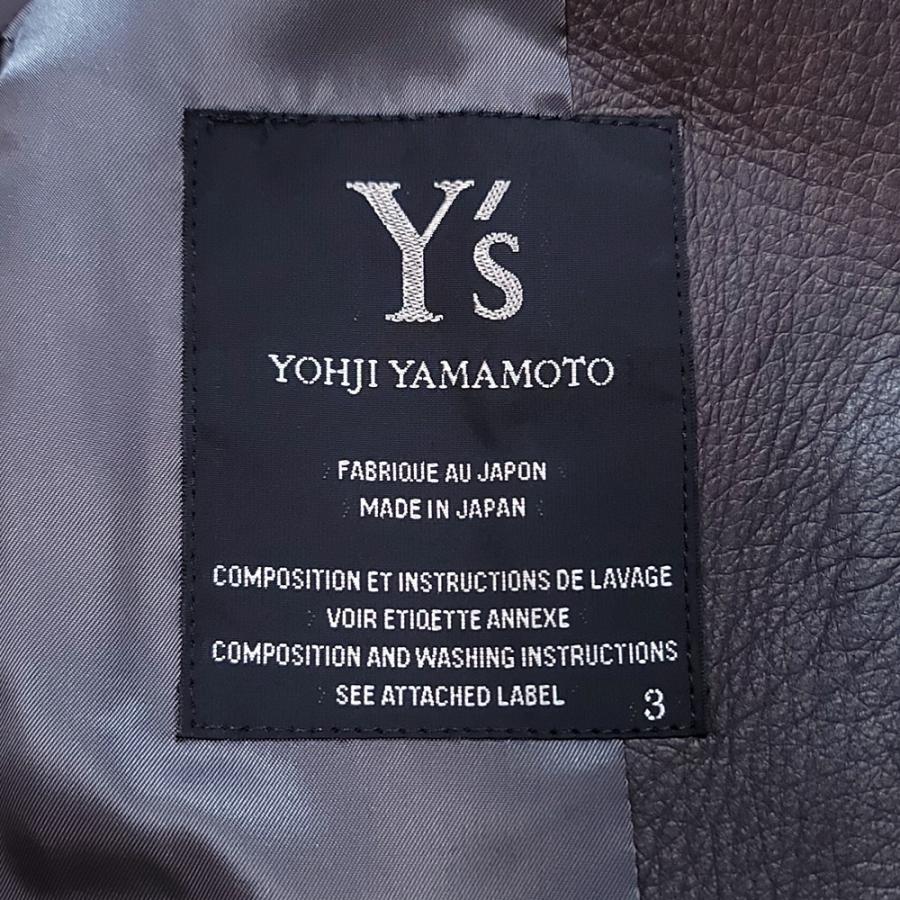 Y's
YOHJI YAMAMOTO
FABRIQUE AU JAPON
MADE IN JAPAN
COMPOSITION ET INSTRUCTIONS DE LAVAGE
VOIR ETIQETTE ANNEXE
COMPOSITION AND WASHING INSTRUCTIONS
SEE ATTACHED LABEL
3